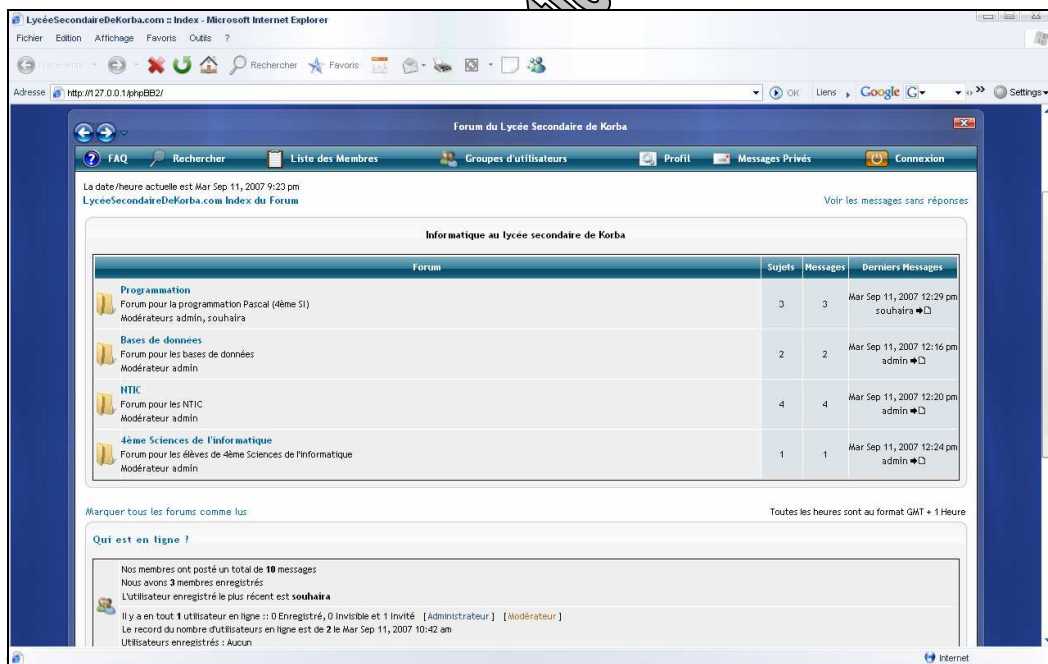 LycéeSecondaireDeKorba.com :: Index - Microsoft Internet Explorer
Fichier Edition Affichage Favoris Outils ?
Rechercher Favoris
Adresse http://127.0.0.1/phpBB2/ OK Liens Google G Settings
Forum du Lycée Secondaire de Korba
FAQ Rechercher Liste des Membres Groupes d'utilisateurs Profil Messages Privés Connexion
La date/heure actuelle est Mar Sep 11, 2007 9:23 pm
LycéeSecondaireDeKorba.com Index du Forum Voir les messages sans réponses
Informatique au lycée secondaire de Korba
Forum Sujets Messages Derniers Messages
Programmation
Forum pour la programmation Pascal (4ème SI)
Modérateurs admin, souhaira
3 3 Mar Sep 11, 2007 12:29 pm
souhaira
Bases de données
Forum pour les bases de données
Modérateur admin
2 2 Mar Sep 11, 2007 12:16 pm
admin
NTIC
Forum pour les NTIC
Modérateur admin
4 4 Mar Sep 11, 2007 12:20 pm
admin
4ème Sciences de l'informatique
Forum pour les élèves de 4ème Sciences de l'Informatique
Modérateur admin
1 1 Mar Sep 11, 2007 12:24 pm
admin
Marquer tous les forums comme lus Toutes les heures sont au format GMT + 1 Heure
Qui est en ligne ?
Nos membres ont posté un total de 10 messages
Nous avons 3 membres enregistrés
L'utilisateur enregistré le plus récent est souhaira
Il y a en tout 1 utilisateur en ligne :: 0 Enregistré, 0 Invisible et 1 Invité [ Administrateur ] [ Modérateur ]
Le record du nombre d'utilisateurs en ligne est de 2 le Mar Sep 11, 2007 10:42 am
Utilisateurs enregistrés : Aucun
Internet